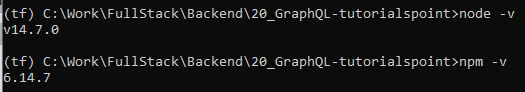 (tf) C:\Work\FullStack\Backend\20_GraphQL-tutorialspoint>node -v
v14.7.0
(tf) C:\Work\FullStack\Backend\20_GraphQL-tutorialspoint>npm -v
6.14.7